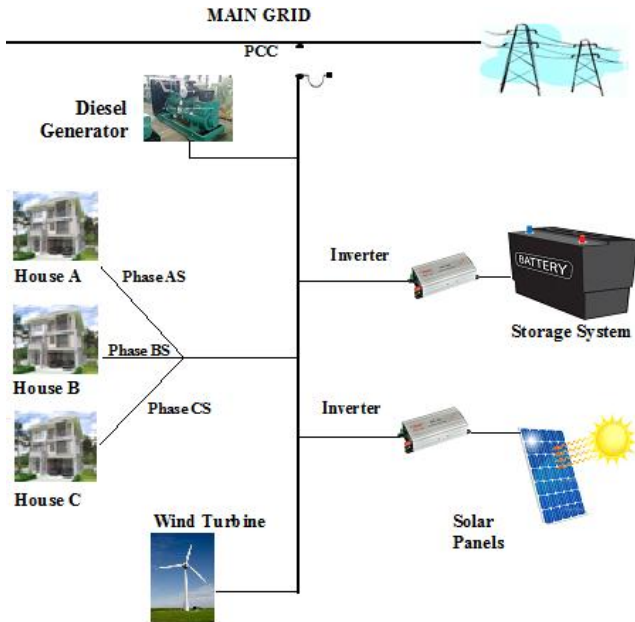 MAIN GRID
PCC
Diesel
Generator
House A
Phase AS
Inverter
BATTERY
Storage System
Phase BS
House B
Phase CS
Inverter
House C
Wind Turbine
Solar
Panels